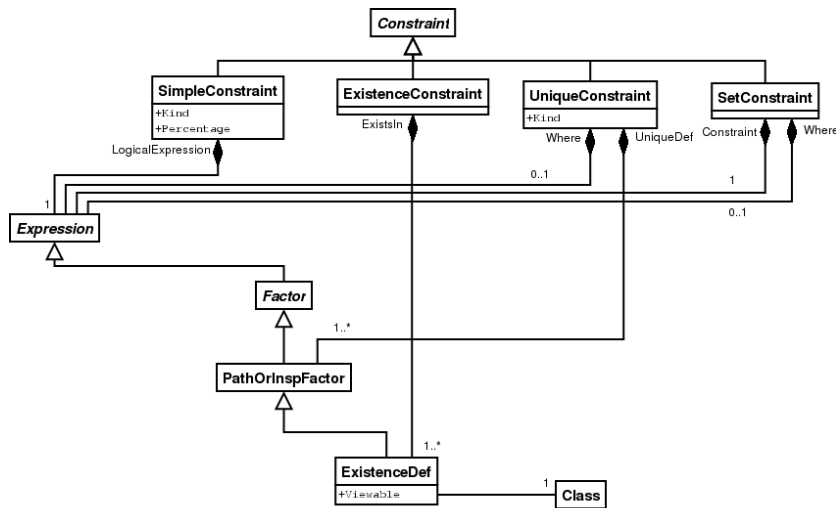 Constraint
SimpleConstraint
+Kind
+Percentage
ExistenceConstraint
UniqueConstraint
+Kind
SetConstraint
LogicalExpression
ExistsIn
Where
UniqueDef
Constraint
Where
0..1
1
1
0..1
Expression
Factor
1..*
PathOrInspFactor
1..*
ExistenceDef
+Viewable
1
Class